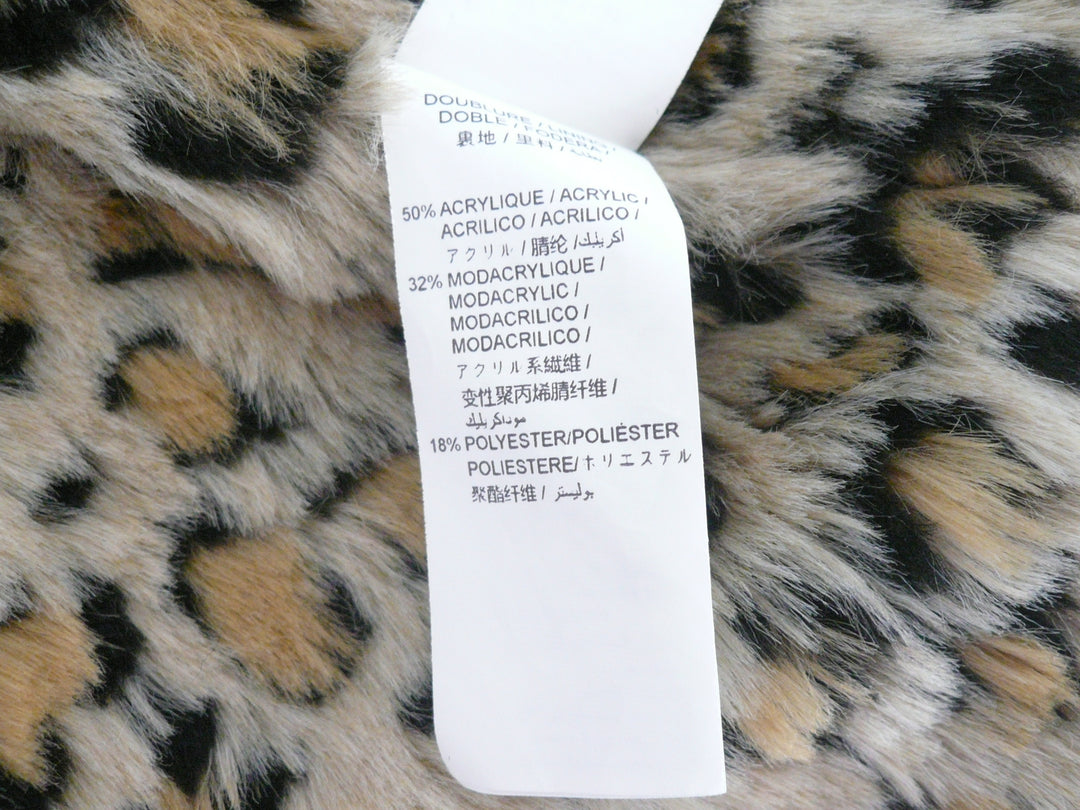 DOUBLURE / LINING /
DOBLE / FODERA /
裏地 / 里料 /
50% ACRYLIQUE / ACRYLIC /
ACRILICO / ACRILICO /
アクリル / 腈纶 / أكريليك
32% MODACRYLIQUE /
MODACRYLIC /
MODACRILICO /
MODACRILICO /
アクリル系繊維 /
变性聚丙烯腈纤维 /
موداكريليك
18% POLYESTER/POLIÉSTER
POLIESTERE/ポリエステル
聚酯纤维 / بوليستر